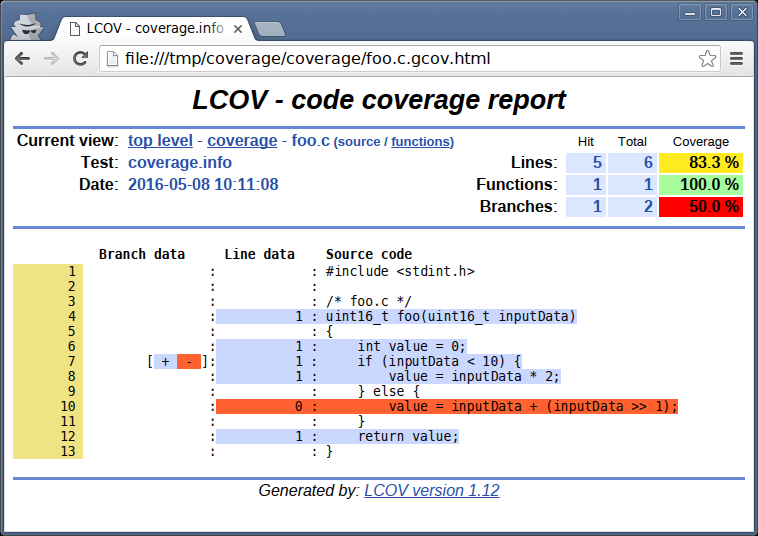 LCOV - coverage.info
file:///tmp/coverage/coverage/foo.c.gcov.html
LCOV - code coverage report
Current view: top level - coverage - foo.c (source / functions) Hit Total Coverage
Test: coverage.info Lines: 5 6 83.3 %
Date: 2016-05-08 10:11:08 Functions: 1 1 100.0 %
Branches: 1 2 50.0 %
Branch data Line data Source code
1 : : #include <stdint.h>
2 : :
3 : : /* foo.c */
4 : 1 : uint16_t foo(uint16_t inputData)
5 : : {
6 : 1 : int value = 0;
7 [ + - ]: 1 : if (inputData < 10) {
8 : 1 : value = inputData * 2;
9 : : } else {
10 : 0 : value = inputData + (inputData >> 1);
11 : : }
12 : 1 : return value;
13 : : }
Generated by: LCOV version 1.12